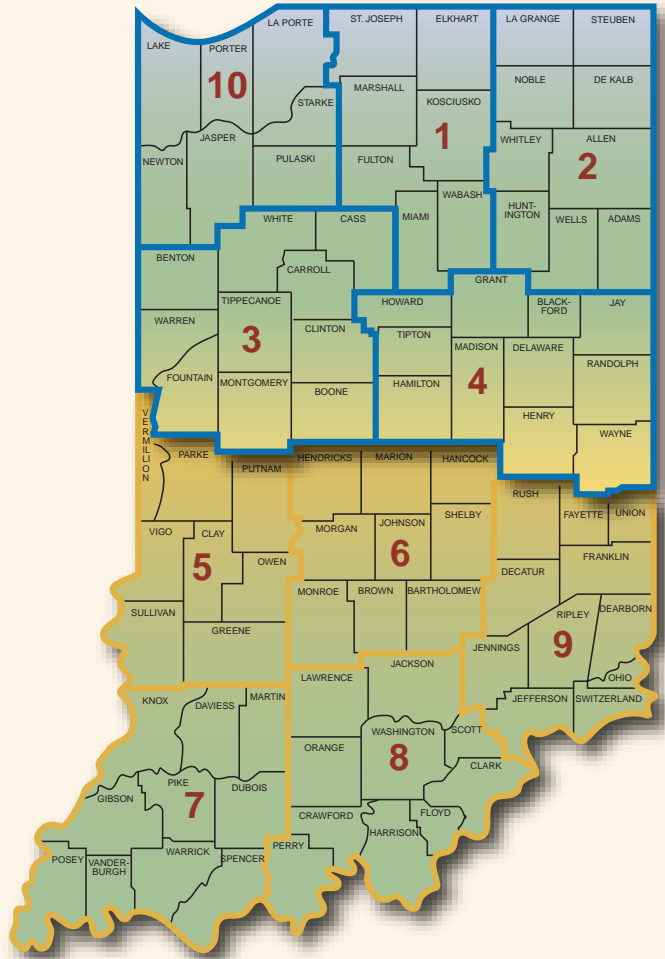 LA PORTE
ST. JOSEPH
ELKHART
LA GRANGE
STEUBEN
LAKE
PORTER
10
STARKE
MARSHALL
KOSCIUSKO
1
NOBLE
DE KALB
JASPER
NEWTON
PULASKI
FULTON
WHITLEY
ALLEN
2
WABASH
MIAMI
HUNT-
INGTON
WELLS
ADAMS
WHITE
CASS
BENTON
CARROLL
GRANT
TIPPECANOE
HOWARD
BLACK-
FORD
JAY
WARREN
3
CLINTON
TIPTON
MADISON
DELAWARE
RANDOLPH
FOUNTAIN
MONTGOMERY
BOONE
HAMILTON
4
HENRY
WAYNE
VERMILLION
PARKE
PUTNAM
HENDRICKS
MARION
HANCOCK
RUSH
FAYETTE
UNION
VIGO
CLAY
5
OWEN
MORGAN
JOHNSON
6
SHELBY
FRANKLIN
DECATUR
SULLIVAN
GREENE
MONROE
BROWN
BARTHOLOMEW
RIPLEY
DEARBORN
9
JENNINGS
OHIO
JEFFERSON
SWITZERLAND
LAWRENCE
JACKSON
KNOX
DAVIESS
MARTIN
ORANGE
WASHINGTON
8
SCOTT
CLARK
GIBSON
PIKE
7
DUBOIS
CRAWFORD
HARRISON
FLOYD
POSEY
VANDER-
BURGH
WARRICK
SPENCER
PERRY